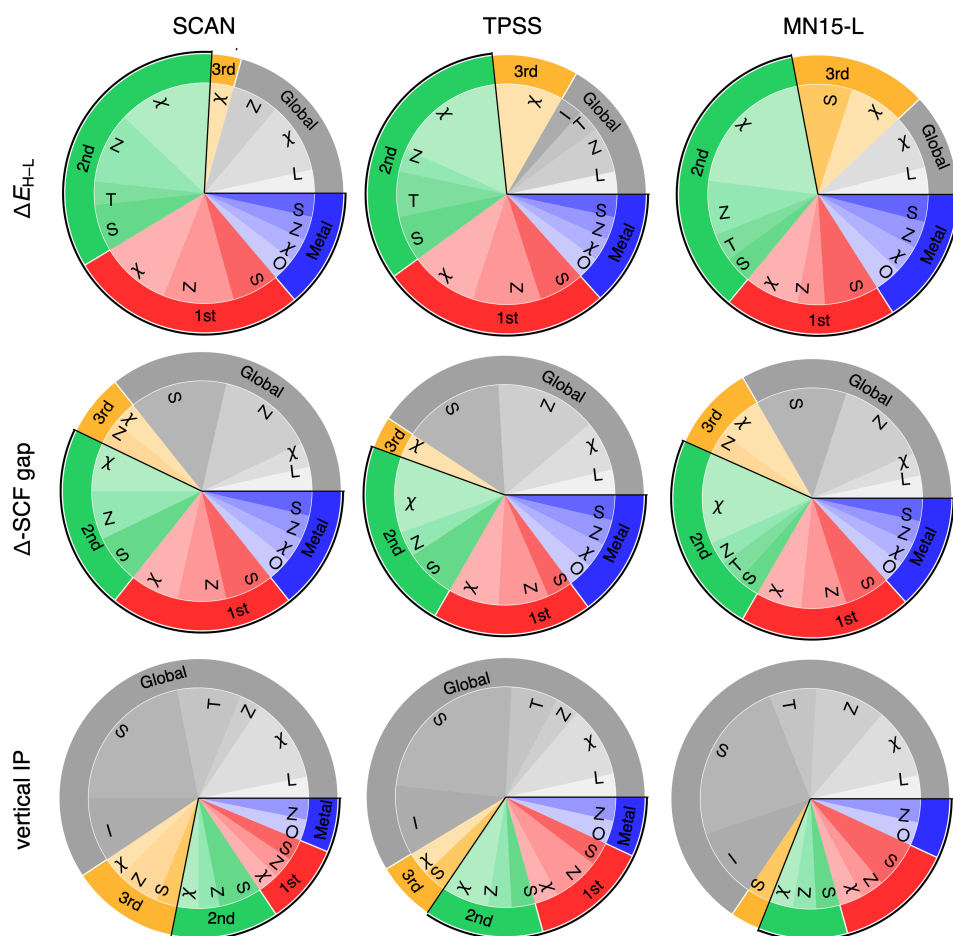 SCAN TPSS MN15-L
ΔE_H–L
3rd χ Z Global χ L S Z χ O Metal S Z χ 1st S T Z χ 2nd
3rd χ I T Global Z L S Z χ O Metal S Z χ 1st S T Z χ 2nd
3rd S χ χ Global L S Z χ O Metal S Z χ 1st S T Z χ 2nd
Δ-SCF gap
Global S Z χ L S Z χ O Metal S Z χ 1st S Z χ 2nd Z χ 3rd
Global S Z χ L S Z χ O Metal S Z χ 1st S Z χ 2nd χ 3rd
Global S Z χ L S Z χ O Metal S Z χ 1st S T Z χ 2nd Z χ 3rd
vertical IP
Global I S T Z χ L Z O Metal S Z χ 1st S Z χ 2nd S Z χ 3rd
Global I S T Z χ L Z O Metal S Z χ 1st S Z χ 2nd S χ 3rd
I S T Z χ L Z O S Z χ S Z χ S